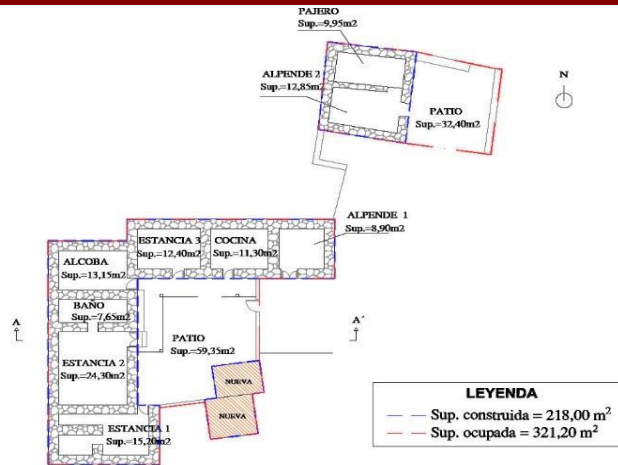 PAJERO
Sup.=9,95m2
ALPENDE 2
Sup.=12,85m2
PATIO
Sup.=32,40m2
N
ALPENDE 1
Sup.=8,90m2
ESTANCIA 3
Sup.=12,40m2
COCINA
Sup.=11,30m2
ALCOBA
Sup.=13,15m2
BAÑO
Sup.=7,65m2
A
A´
PATIO
Sup.=59,35m2
ESTANCIA 2
Sup.=24,30m2
NUEVA
NUEVA
ESTANCIA 1
Sup.=15,20m2
LEYENDA
Sup. construida = 218,00 m²
Sup. ocupada = 321,20 m²